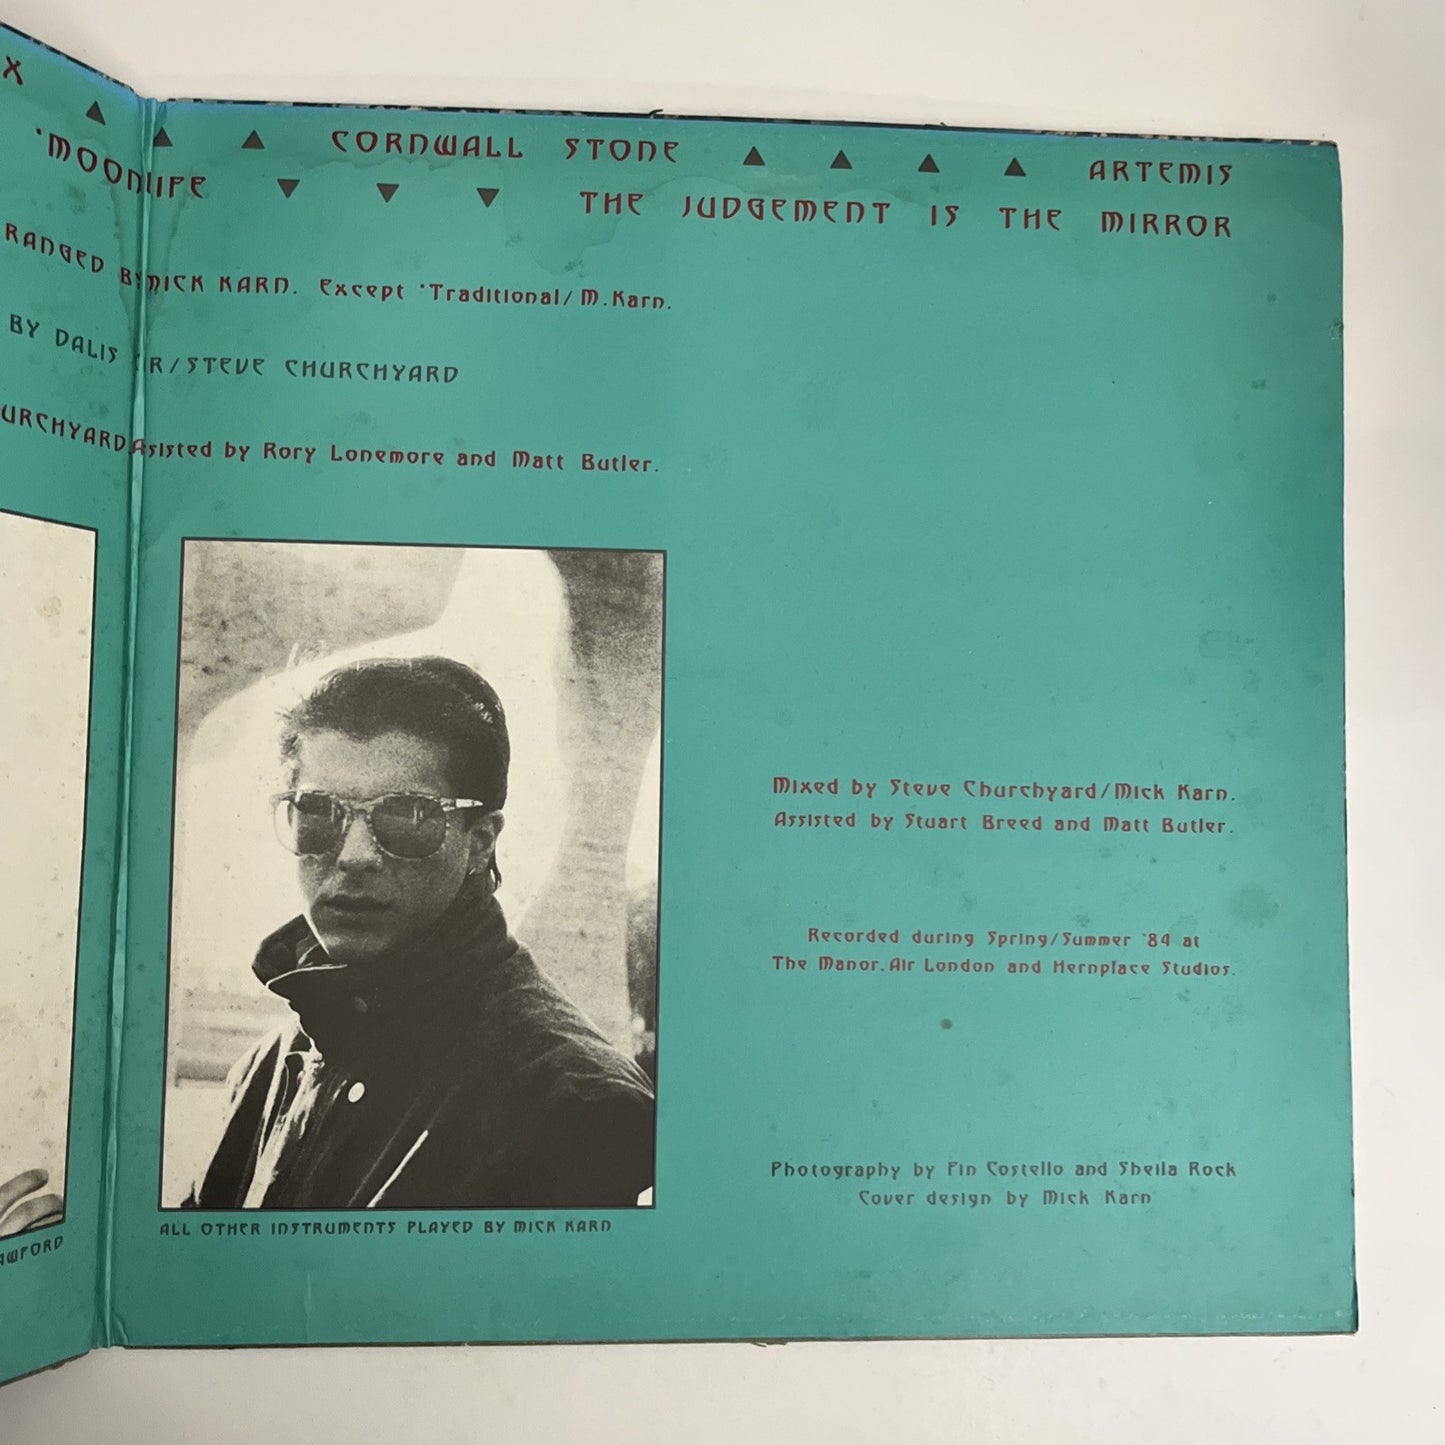 X ▲ ▲ ▲ CORNWALL STONE ▲ ▲ ▲ ▲ ARTEMIS
'MOONLIFE ▼ ▼ ▼ THE JUDGEMENT IS THE MIRROR
RANGED BY MICK KARN. Except 'Traditional/M.Karn.
BY DALIS R/STEVE CHURCHYARD
URCHYARD. Asisted by Rory Lonemore and Matt Butler.
Mixed by Steve Churchyard/Mick Karn.
Assisted by Stuart Breed and Matt Butler.
Recorded during Spring/Summer '84 at
The Manor. Air London and Hernplace Studios.
Photography by Fin Costello and Sheila Rock
Cover design by Mick Karn
ALL OTHER INSTRUMENTS PLAYED BY MICK KARN
AWFORD